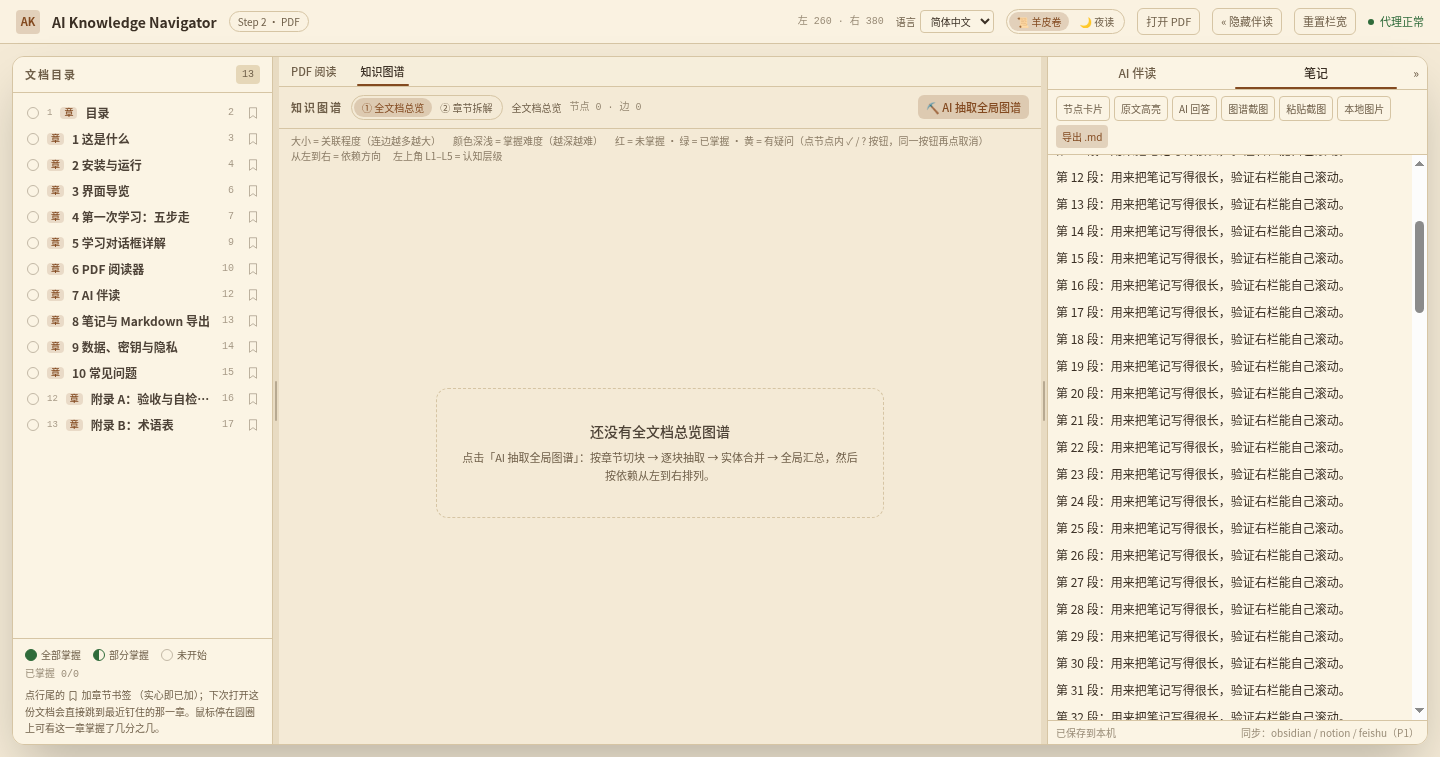 AK AI Knowledge Navigator Step 2 · PDF 左 260 · 右 380 语言 简体中文 📜 羊皮卷 🌙 夜读 打开 PDF « 隐藏伴读 重置栏宽 代理正常
文档目录 13
1 章 目录 2
章 1 这是什么 3
章 2 安装与运行 4
章 3 界面导览 6
章 4 第一次学习：五步走 7
章 5 学习对话框详解 9
章 6 PDF 阅读器 10
章 7 AI 伴读 12
章 8 笔记与 Markdown 导出 13
章 9 数据、密钥与隐私 14
章 10 常见问题 15
12 章 附录 A：验收与自检… 16
13 章 附录 B：术语表 17
全部掌握 部分掌握 未开始
已掌握 0/0
点行尾的 口 加章节书签 （实心即已加）；下次打开这
份文档会直接跳到最近钉住的那一章。鼠标停在圆圈
上可看这一章掌握了几分之几。
PDF 阅读 知识图谱
知识图谱 ① 全文档总览 ② 章节拆解 全文档总览 节点 0 · 边 0 ⛏️ AI 抽取全局图谱
大小 = 关联程度（连边越多越大） 颜色深浅 = 掌握难度（越深越难） 红 = 未掌握 · 绿 = 已掌握 · 黄 = 有疑问（点节点内 ✓ / ? 按钮，同一按钮再点取消）
从左到右 = 依赖方向 左上角 L1–L5 = 认知层级
还没有全文档总览图谱
点击「AI 抽取全局图谱」：按章节切块 → 逐块抽取 → 实体合并 → 全局汇总，然后
按依赖从左到右排列。
AI 伴读 笔记 »
节点卡片 原文高亮 AI 回答 图谱截图 粘贴截图 本地图片
导出 .md
第 12 段：用来把笔记写得很长，验证右栏能自己滚动。
第 13 段：用来把笔记写得很长，验证右栏能自己滚动。
第 14 段：用来把笔记写得很长，验证右栏能自己滚动。
第 15 段：用来把笔记写得很长，验证右栏能自己滚动。
第 16 段：用来把笔记写得很长，验证右栏能自己滚动。
第 17 段：用来把笔记写得很长，验证右栏能自己滚动。
第 18 段：用来把笔记写得很长，验证右栏能自己滚动。
第 19 段：用来把笔记写得很长，验证右栏能自己滚动。
第 20 段：用来把笔记写得很长，验证右栏能自己滚动。
第 21 段：用来把笔记写得很长，验证右栏能自己滚动。
第 22 段：用来把笔记写得很长，验证右栏能自己滚动。
第 23 段：用来把笔记写得很长，验证右栏能自己滚动。
第 24 段：用来把笔记写得很长，验证右栏能自己滚动。
第 25 段：用来把笔记写得很长，验证右栏能自己滚动。
第 26 段：用来把笔记写得很长，验证右栏能自己滚动。
第 27 段：用来把笔记写得很长，验证右栏能自己滚动。
第 28 段：用来把笔记写得很长，验证右栏能自己滚动。
第 29 段：用来把笔记写得很长，验证右栏能自己滚动。
第 30 段：用来把笔记写得很长，验证右栏能自己滚动。
第 31 段：用来把笔记写得很长，验证右栏能自己滚动。
第 32 段：用来把笔记写得很长，验证右栏能自己滚动。
已保存到本机 同步：obsidian / notion / feishu（P1）